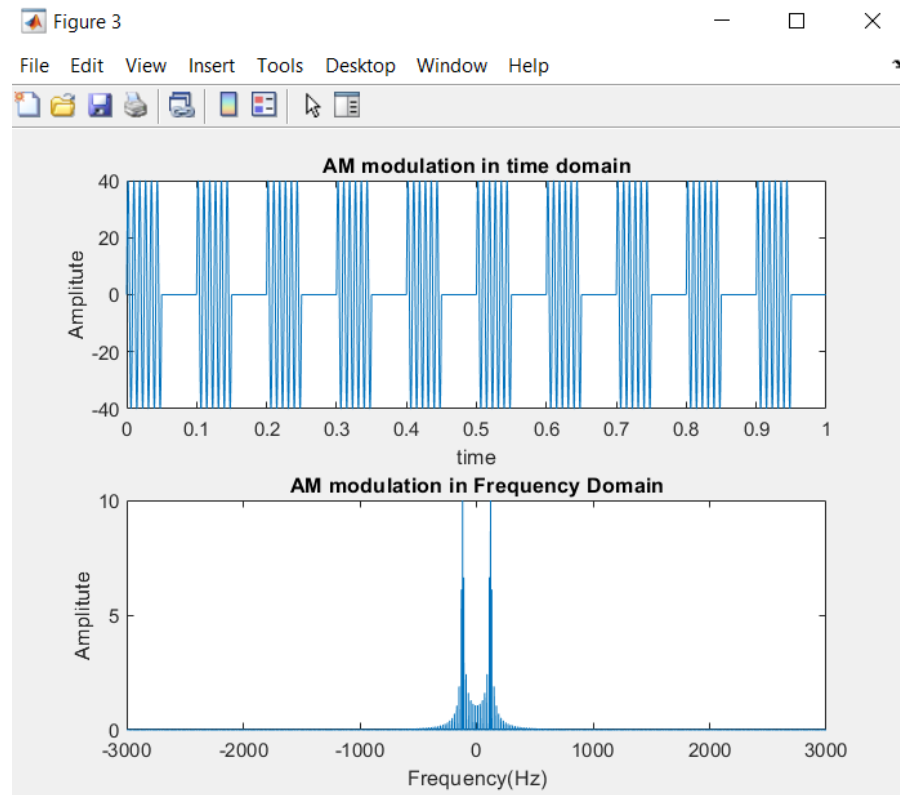 Figure 3
File Edit View Insert Tools Desktop Window Help
AM modulation in time domain
40
20
0
-20
-40
Amplitute
0 0.1 0.2 0.3 0.4 0.5 0.6 0.7 0.8 0.9 1
time
AM modulation in Frequency Domain
10
5
0
Amplitute
-3000 -2000 -1000 0 1000 2000 3000
Frequency(Hz)